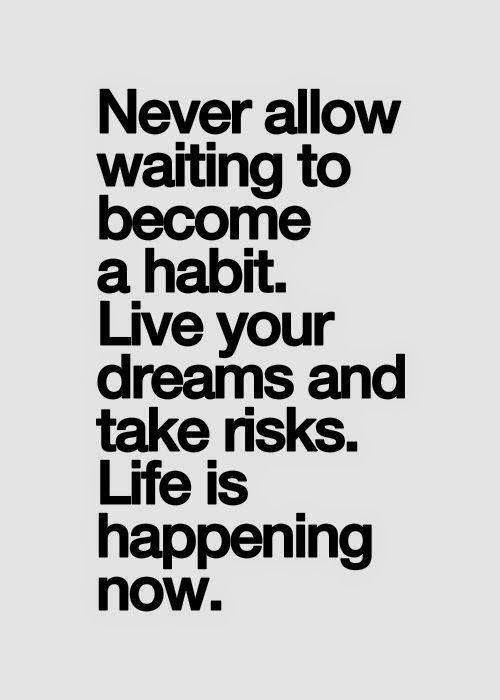 Never allow
waiting to
become
a habit.
Live your
dreams and
take risks.
Life is
happening
now.